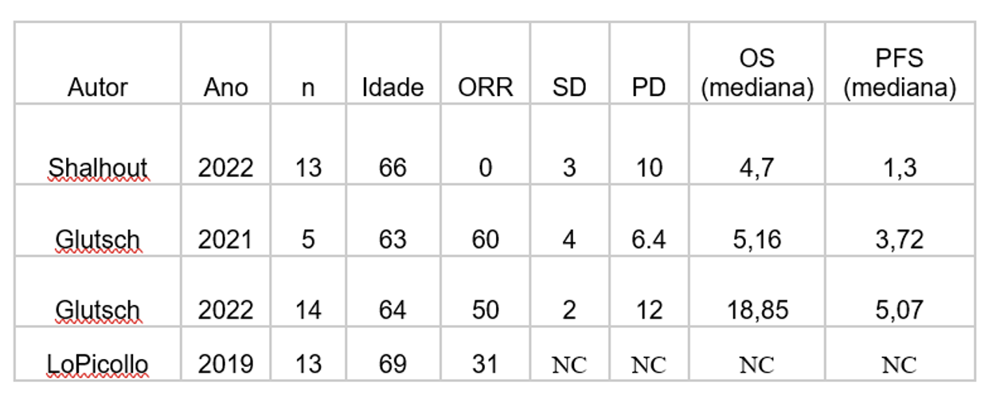 Autor Ano n Idade ORR SD PD OS (mediana) PFS (mediana)
Shalhout 2022 13 66 0 3 10 4,7 1,3
Glutsch 2021 5 63 60 4 6.4 5,16 3,72
Glutsch 2022 14 64 50 2 12 18,85 5,07
LoPicollo 2019 13 69 31 NC NC NC NC